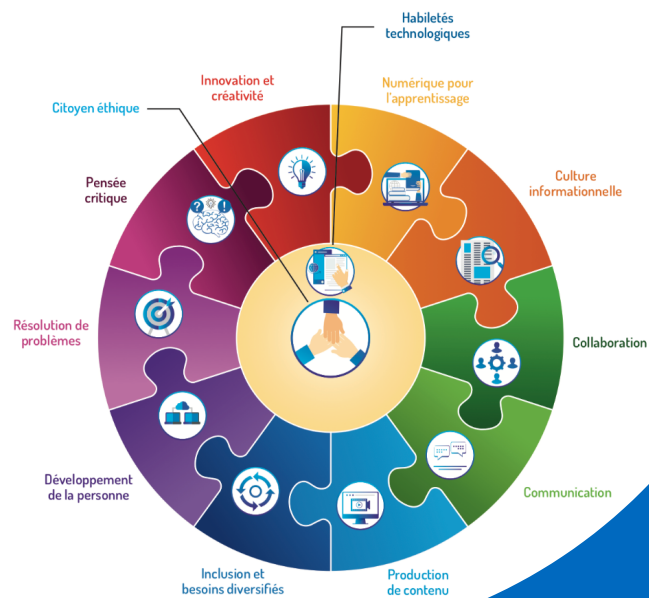 Habiletés
technologiques
Innovation et
créativité
Numérique pour
l'apprentissage
Citoyen éthique
Pensée
critique
Culture
informationnelle
? !
Résolution de
problèmes
Collaboration
Développement
de la personne
Communication
Inclusion et
besoins diversifiés
Production
de contenu